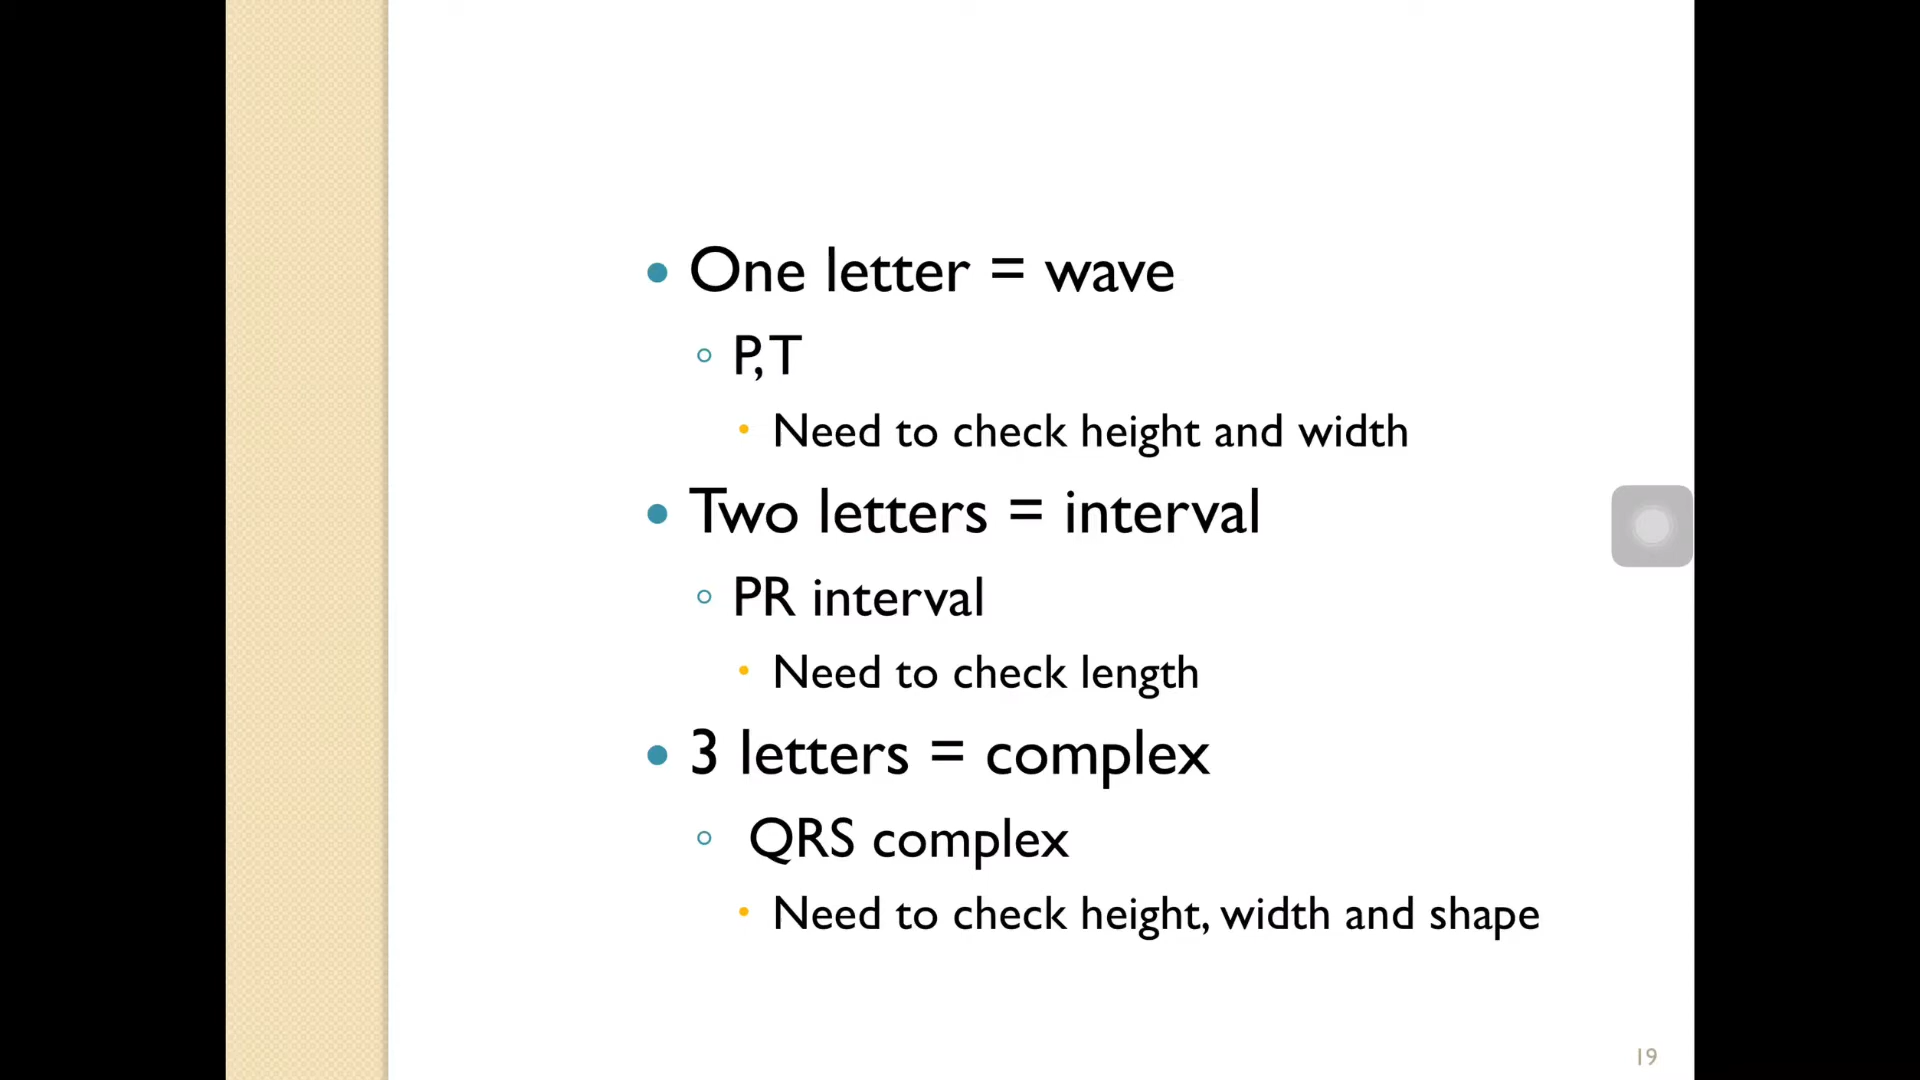 One letter = wave
P, T
Need to check height and width
Two letters = interval
PR interval
Need to check length
3 letters = complex
QRS complex
Need to check height, width and shape
19